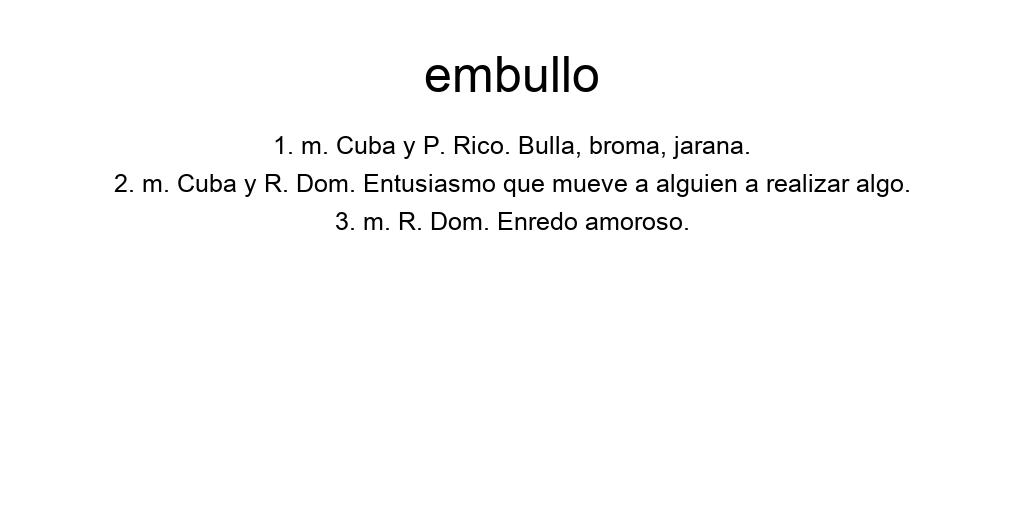 embullo
1. m. Cuba y P. Rico. Bulla, broma, jarana.
2. m. Cuba y R. Dom. Entusiasmo que mueve a alguien a realizar algo.
3. m. R. Dom. Enredo amoroso.